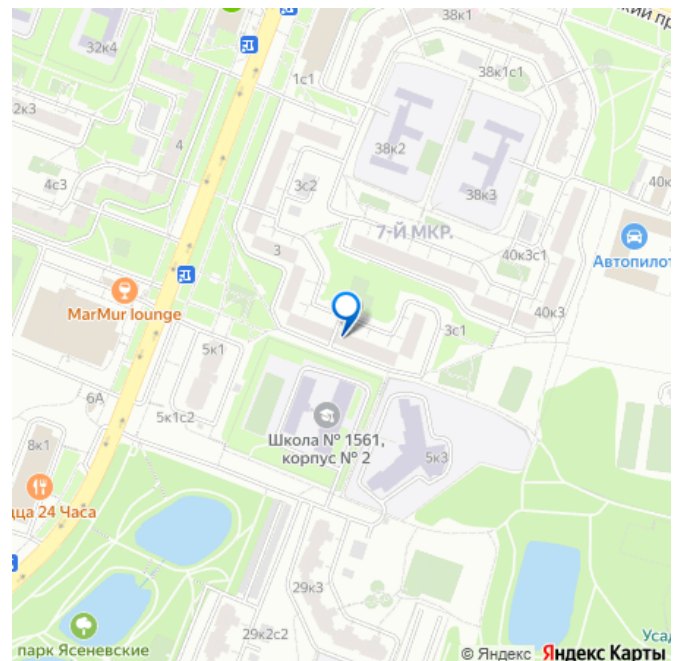 38к1
кий пр
32к4
1с1
38к1с1
2к3
38к2
4
4с3
3с2
38к3
40к
7-Й МКР.
3
40к3с1
Автопилот
MarMur lounge
40к3
3с1
5к1
6А
5к1с2
Школа № 1561,
корпус № 2
5к3
8к1
ца 24 Часа
29к3
29к2с2
парк Ясеневские
Усад
© Яндекс Яндекс Карты